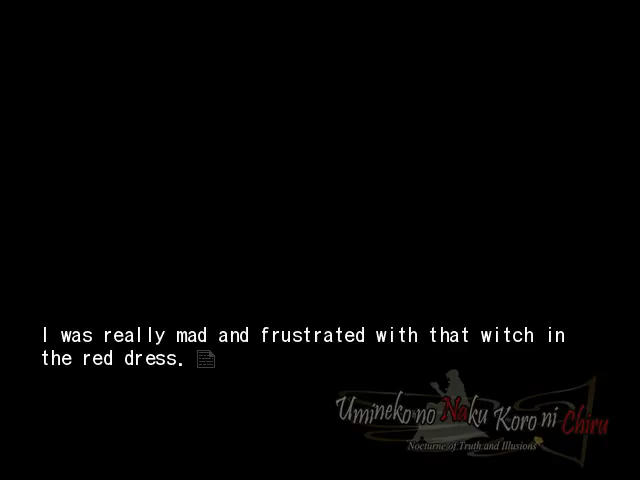 I was really mad and frustrated with that witch in
the red dress.
Umineko no Naku Koro ni Chiru
Nocturne of Truth and Illusions